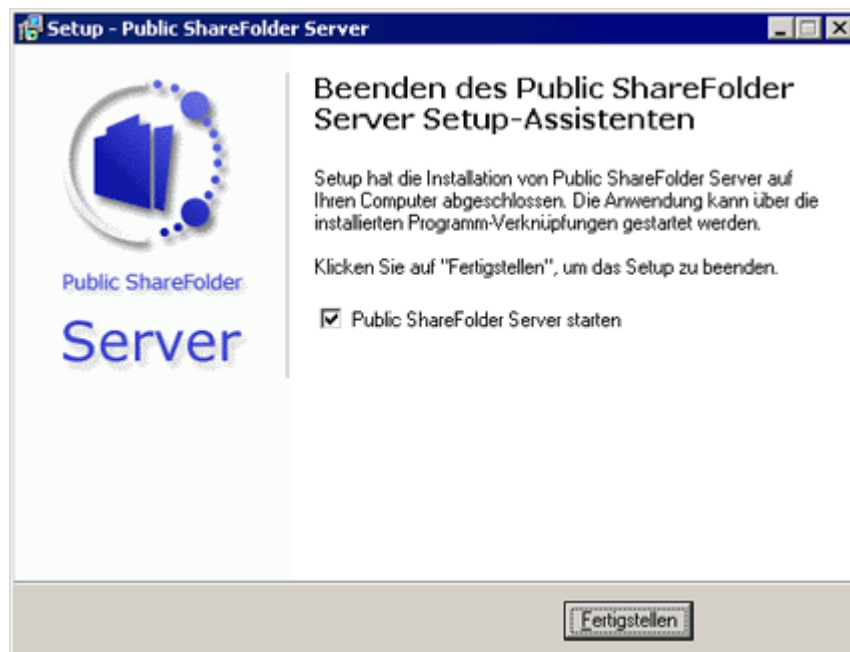 Setup - Public ShareFolder Server
Beenden des Public ShareFolder
Server Setup-Assistenten
Setup hat die Installation von Public ShareFolder Server auf
Ihren Computer abgeschlossen. Die Anwendung kann über die
installierten Programm-Verknüpfungen gestartet werden.
Klicken Sie auf "Fertigstellen", um das Setup zu beenden.
Public ShareFolder Server starten
Public ShareFolder
Server
Fertigstellen